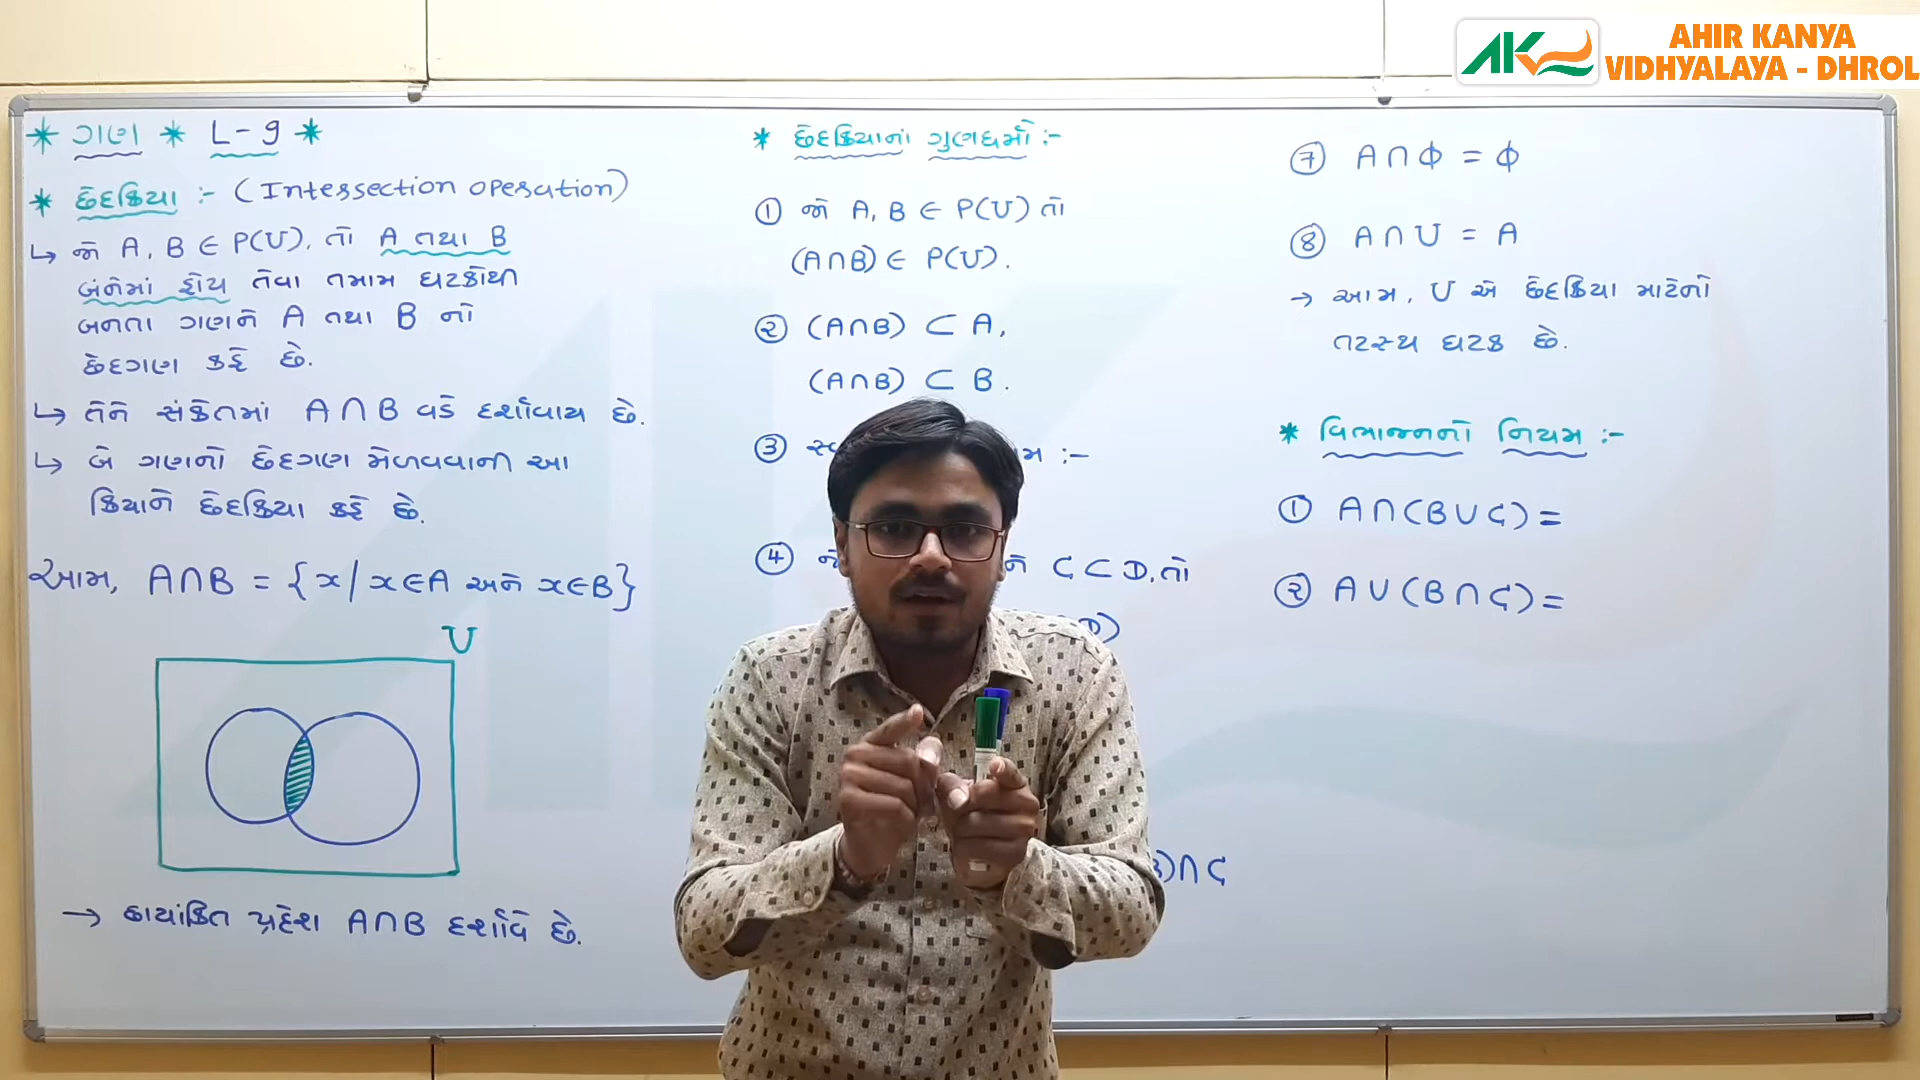 AHIR KANYA
VIDHYALAYA - DHROL
* ગણ * L-9 *
* છેદક્રિયા :- (Intersection operation)
↳ જો A, B ∈ P(U), તો A તથા B
બંનેમાં હોય તેવા તમામ ઘટકોથી
બનતા ગણને A તથા B નો
છેદગણ કહે છે.
↳ તેને સંકેતમાં A∩B વડે દર્શાવાય છે.
↳ બે ગણનો છેદગણ મેળવવાની આ
ક્રિયાને છેદક્રિયા કહે છે.
આમ, A∩B = {x / x∈A અને x∈B}
U
→ છાયાંકિત પ્રદેશ A∩B દર્શાવે છે.
* છેદક્રિયાનાં ગુણધર્મો :-
① જો A, B ∈ P(U) તો
(A∩B) ∈ P(U).
② (A∩B) ⊂ A,
(A∩B) ⊂ B.
③ :-
④ C ⊂ D, તો
D)
)∩C
⑦ A∩Φ = Φ
⑧ A∩U = A
→ આમ, U એ છેદક્રિયા માટેનો
તટસ્થ ઘટક છે.
* વિભાજનનો નિયમ :-
① A∩(B∪C) =
② A∪(B∩C) =